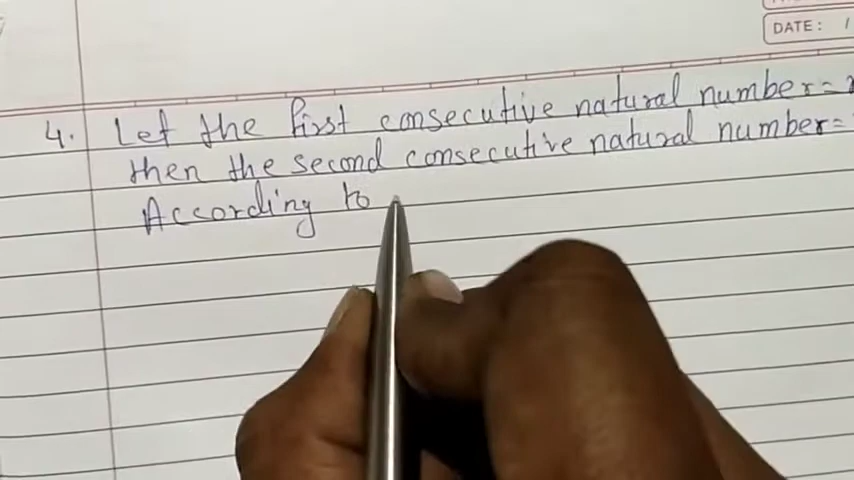 DATE: /
4. Let the first consecutive natural number =
then the second consecutive natural number =
According to